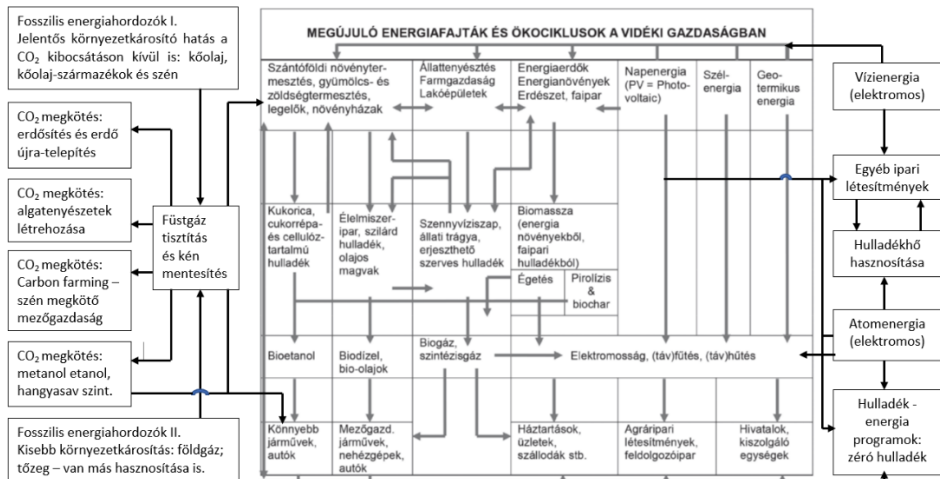 Fosszilis energiahordozók I.
Jelentős környezetkárosító hatás a
CO₂ kibocsátáson kívül is: kőolaj,
kőolaj-származékok és szén
CO₂ megkötés:
erdősítés és erdő
újra-telepítés
CO₂ megkötés:
algatenyészetek
létrehozása
CO₂ megkötés:
Carbon farming –
szén megkötő
mezőgazdaság
CO₂ megkötés:
metanol etanol,
hangyasav szint.
Fosszilis energiahordozók II.
Kisebb környezetkárosítás: földgáz;
tőzeg – van más hasznosítása is.
Füstgáz
tisztítás
és kén
mentesítés
MEGÚJULÓ ENERGIAFAJTÁK ÉS ÖKOCIKLUSOK A VIDÉKI GAZDASÁGBAN
Szántóföldi növényter-
mesztés, gyümölcs- és
zöldségtermesztés,
legelők, növényházak
Állattenyésztés
Farmgazdaság
Lakóépületek
Energiaerdők
Energianövények
Erdészet, faipar
Napenergia
(PV = Photo-
voltaic)
Szél-
energia
Geo-
termikus
energia
Kukorica,
cukorrépa-
és cellulóz-
tartalmú
hulladék
Élelmiszer-
ipar, szilárd
hulladék,
olajos
magvak
Szennyvíziszap,
állati trágya,
erjeszthető
szerves hulladék
Biomassza
(energia
növényekből,
faipari
hulladékból)
Égetés
Pirolízis
&
biochar
Bioetanol
Biodízel,
bio-olajok
Biogáz,
szintézisgáz
Elektromosság, (táv)fűtés, (táv)hűtés
Könnyebb
járművek,
autók
Mezőgazd.
járművek,
nehézgépek,
autók
Háztartások,
üzletek,
szállodák stb.
Agráripari
létesítmények,
feldolgozóipar
Hivatalok,
kiszolgáló
egységek
Vízienergia
(elektromos)
Egyéb ipari
létesítmények
Hulladékhő
hasznosítása
Atomenergia
(elektromos)
Hulladék -
energia
programok:
zéró hulladék